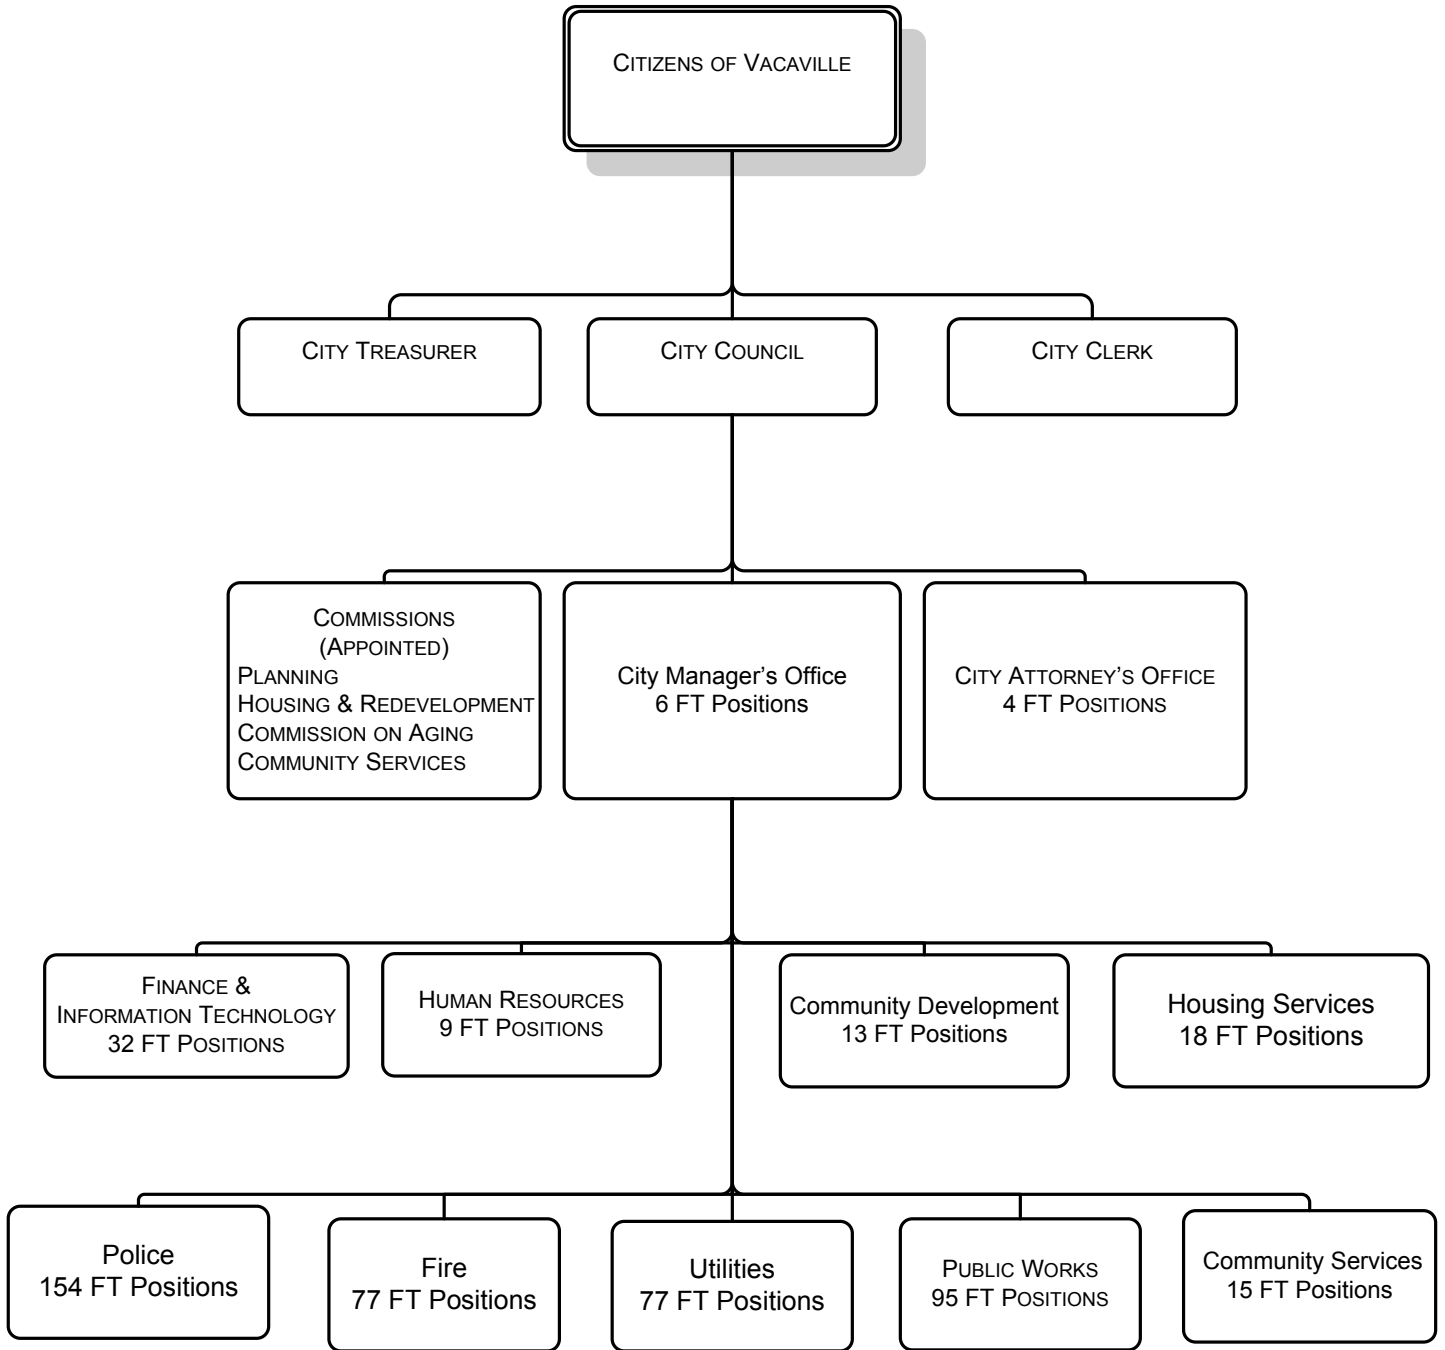 CITIZENS OF VACAVILLE
CITY TREASURER
CITY COUNCIL
CITY CLERK
COMMISSIONS
(APPOINTED)
PLANNING
HOUSING & REDEVELOPMENT
COMMISSION ON AGING
COMMUNITY SERVICES
City Manager’s Office
6 FT Positions
CITY ATTORNEY’S OFFICE
4 FT POSITIONS
FINANCE &
INFORMATION TECHNOLOGY
32 FT POSITIONS
HUMAN RESOURCES
9 FT POSITIONS
Community Development
13 FT Positions
Housing Services
18 FT Positions
Police
154 FT Positions
Fire
77 FT Positions
Utilities
77 FT Positions
PUBLIC WORKS
95 FT POSITIONS
Community Services
15 FT Positions